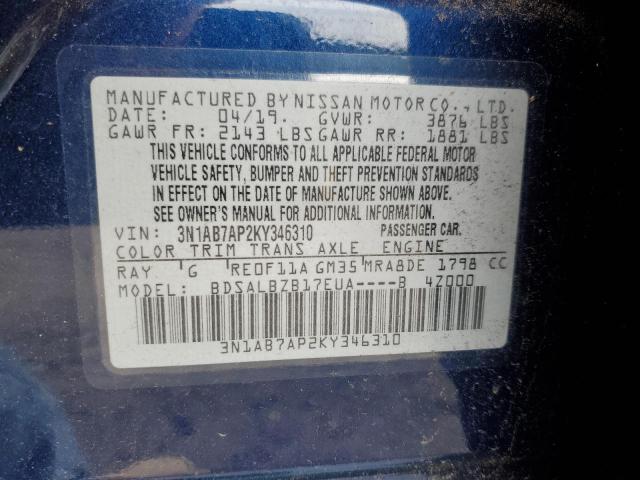 MANUFACTURED BY NISSAN MOTOR CO., LTD.
DATE: 04/19. GVWR: 3876 LBS
GAWR FR: 2143 LBS GAWR RR: 1881 LBS
THIS VEHICLE CONFORMS TO ALL APPLICABLE FEDERAL MOTOR
VEHICLE SAFETY, BUMPER AND THEFT PREVENTION STANDARDS
IN EFFECT ON THE DATE OF MANUFACTURE SHOWN ABOVE.
SEE OWNER'S MANUAL FOR ADDITIONAL INFORMATION.
VIN: 3N1AB7AP2KY346310 PASSENGER CAR.
COLOR TRIM TRANS AXLE ENGINE
RAY 'G RE0F11A GM35 MRA8DE 1798 CC
MODEL: BDSALBZB17EUA----B 4Z000
3N1AB7AP2KY346310